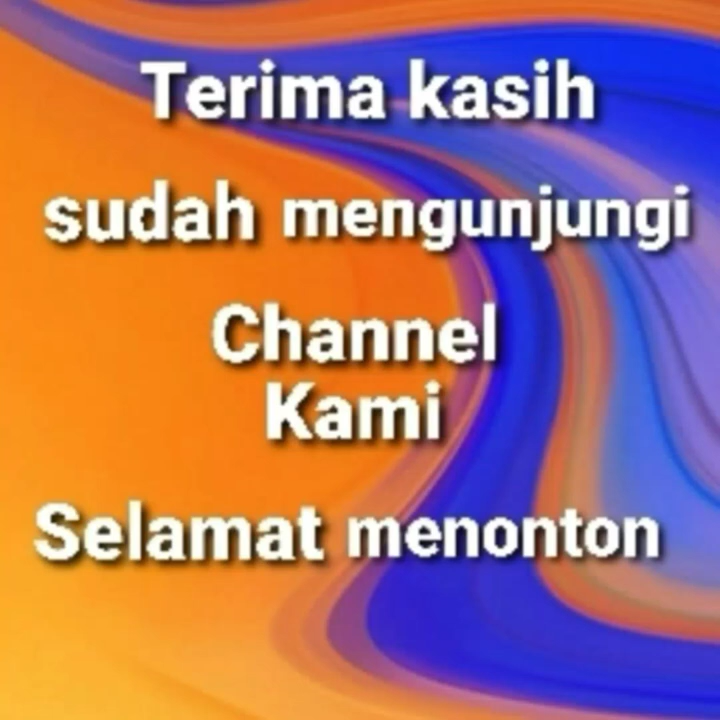 Terima kasih
sudah mengunjungi
Channel
Kami
Selamat menonton